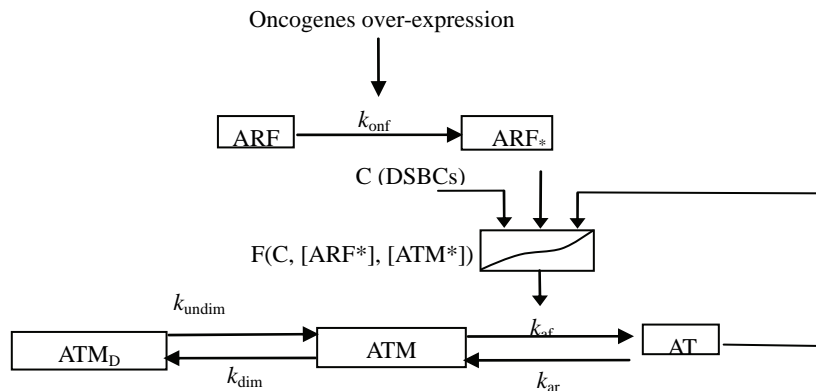 Oncogenes over-expression
k_onf
ARF
ARF*
C (DSBCs)
F(C, [ARF*], [ATM*])
k_undim
k_af
ATM_D
ATM
AT
k_dim
k_ar